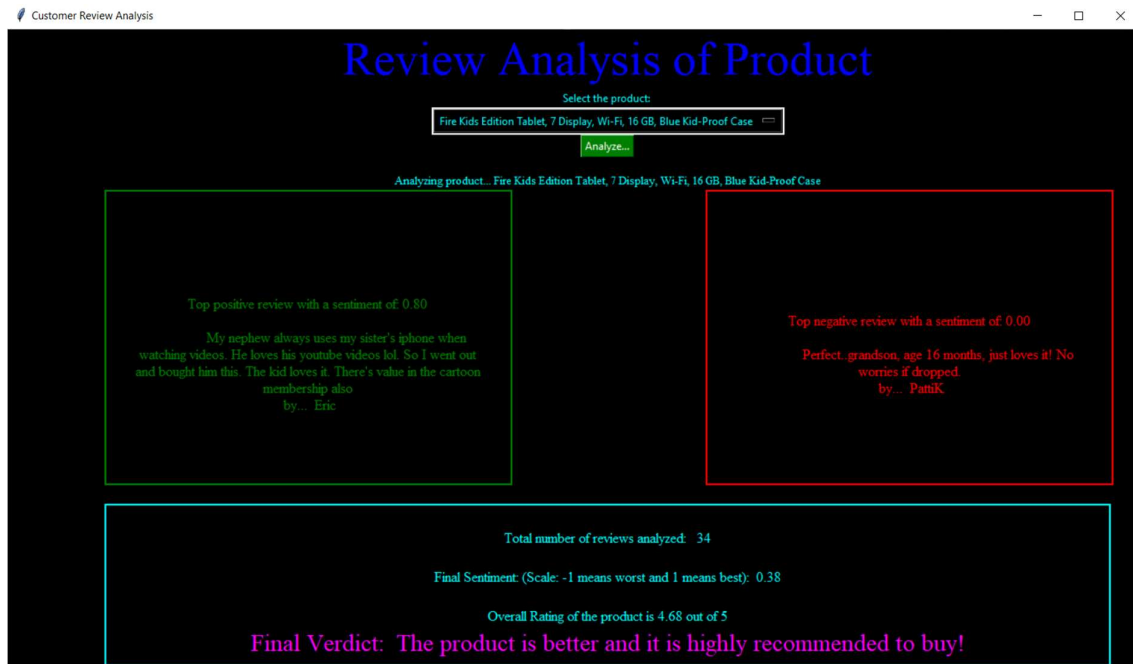 Customer Review Analysis
Review Analysis of Product
Select the product:
Fire Kids Edition Tablet, 7 Display, Wi-Fi, 16 GB, Blue Kid-Proof Case
Analyze...
Analyzing product... Fire Kids Edition Tablet, 7 Display, Wi-Fi, 16 GB, Blue Kid-Proof Case
Top positive review with a sentiment of: 0.80
My nephew always uses my sister's iphone when
watching videos. He loves his youtube videos lol. So I went out
and bought him this. The kid loves it. There's value in the cartoon
membership also
by... Eric
Top negative review with a sentiment of: 0.00
Perfect..grandson, age 16 months, just loves it! No
worries if dropped.
by... PattiK
Total number of reviews analyzed: 34
Final Sentiment: (Scale: -1 means worst and 1 means best): 0.38
Overall Rating of the product is 4.68 out of 5
Final Verdict: The product is better and it is highly recommended to buy!